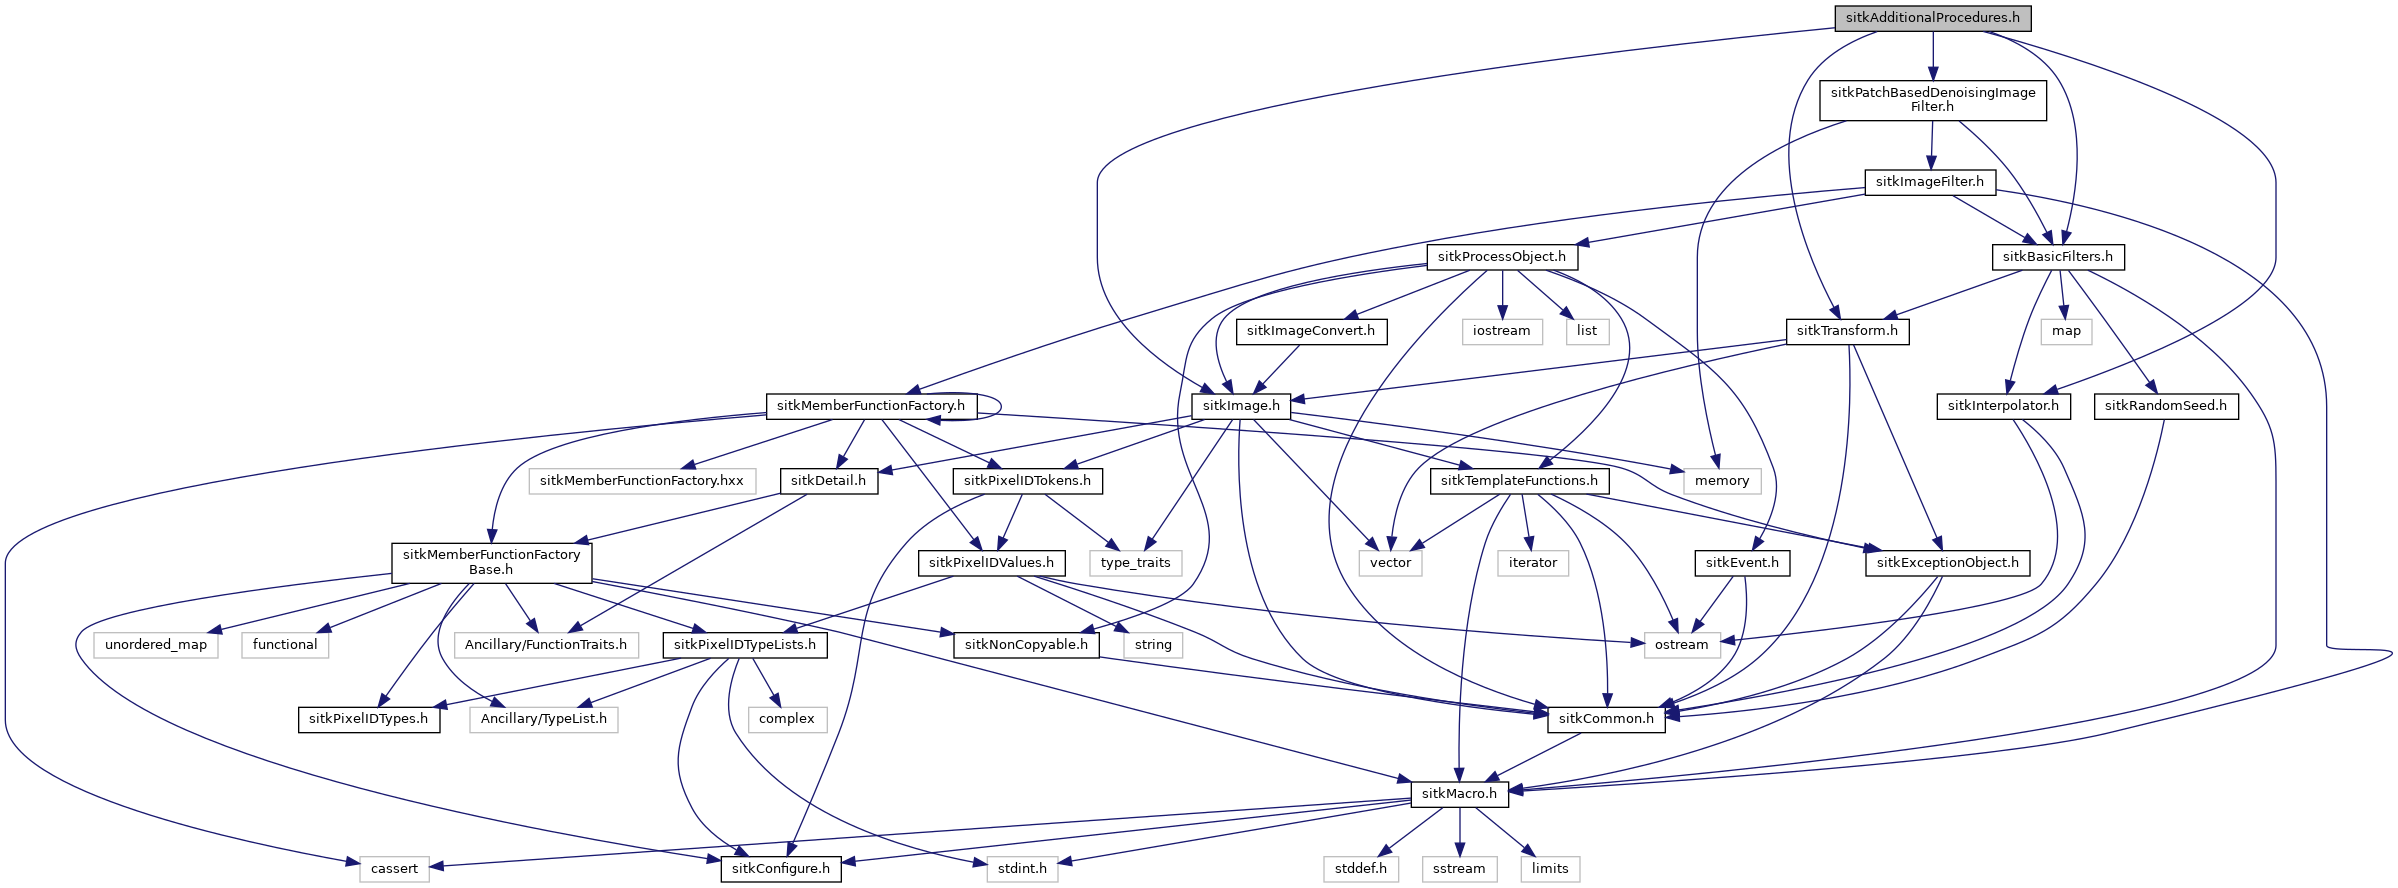 sitkAdditionalProcedures.h
sitkPatchBasedDenoisingImage
Filter.h
sitkImageFilter.h
sitkProcessObject.h
sitkBasicFilters.h
sitkImageConvert.h
iostream
list
sitkTransform.h
map
sitkMemberFunctionFactory.h
sitkImage.h
sitkInterpolator.h
sitkRandomSeed.h
sitkMemberFunctionFactory.hxx
sitkDetail.h
sitkPixelIDTokens.h
sitkTemplateFunctions.h
memory
sitkMemberFunctionFactory
Base.h
sitkPixelIDValues.h
type_traits
vector
iterator
sitkEvent.h
sitkExceptionObject.h
unordered_map
functional
Ancillary/FunctionTraits.h
sitkPixelIDTypeLists.h
sitkNonCopyable.h
string
ostream
sitkPixelIDTypes.h
Ancillary/TypeList.h
complex
sitkCommon.h
sitkMacro.h
cassert
sitkConfigure.h
stdint.h
stddef.h
sstream
limits